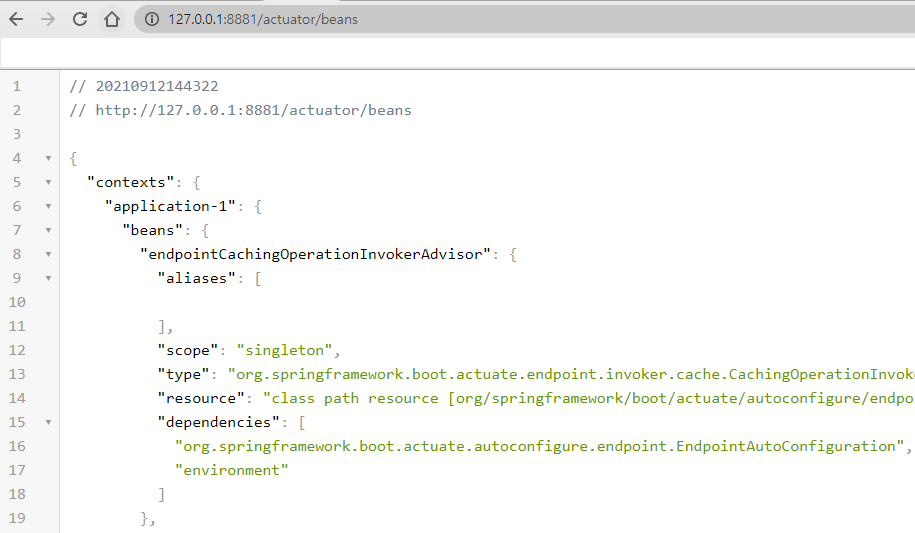 127.0.0.1:8881/actuator/beans
1 // 20210912144322
2 // http://127.0.0.1:8881/actuator/beans
3
4 {
5 "contexts": {
6 "application-1": {
7 "beans": {
8 "endpointCachingOperationInvokerAdvisor": {
9 "aliases": [
10
11 ],
12 "scope": "singleton",
13 "type": "org.springframework.boot.actuate.endpoint.invoker.cache.CachingOperationInvoke
14 "resource": "class path resource [org/springframework/boot/actuate/autoconfigure/endpo
15 "dependencies": [
16 "org.springframework.boot.actuate.autoconfigure.endpoint.EndpointAutoConfiguration",
17 "environment"
18 ]
19 },